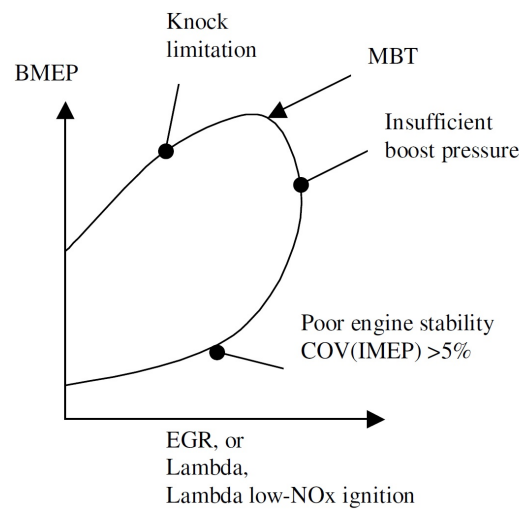 Knock
limitation
MBT
BMEP
Insufficient
boost pressure
Poor engine stability
COV(IMEP) >5%
EGR, or
Lambda,
Lambda low-NOx ignition